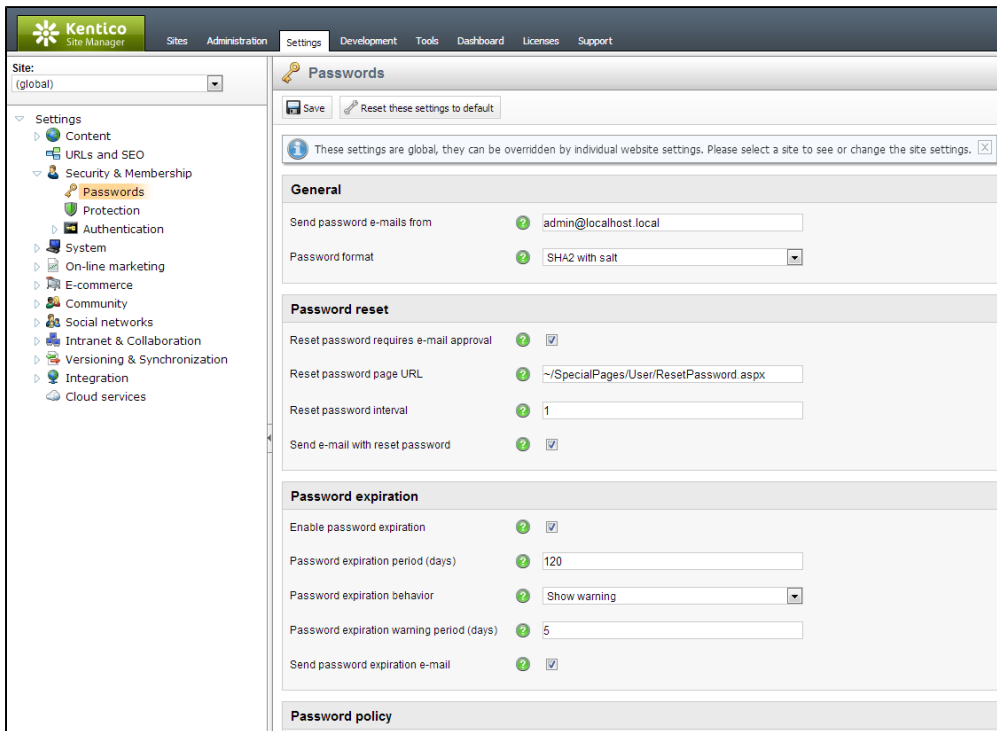 Kentico
Site Manager
Sites Administration Settings Development Tools Dashboard Licenses Support
Site:
(global)
Settings
Content
URLs and SEO
Security & Membership
Passwords
Protection
Authentication
System
On-line marketing
E-commerce
Community
Social networks
Intranet & Collaboration
Versioning & Synchronization
Integration
Cloud services
Passwords
Save Reset these settings to default
These settings are global, they can be overridden by individual website settings. Please select a site to see or change the site settings.
General
Send password e-mails from admin@localhost.local
Password format SHA2 with salt
Password reset
Reset password requires e-mail approval
Reset password page URL ~/SpecialPages/User/ResetPassword.aspx
Reset password interval 1
Send e-mail with reset password
Password expiration
Enable password expiration
Password expiration period (days) 120
Password expiration behavior Show warning
Password expiration warning period (days) 5
Send password expiration e-mail
Password policy